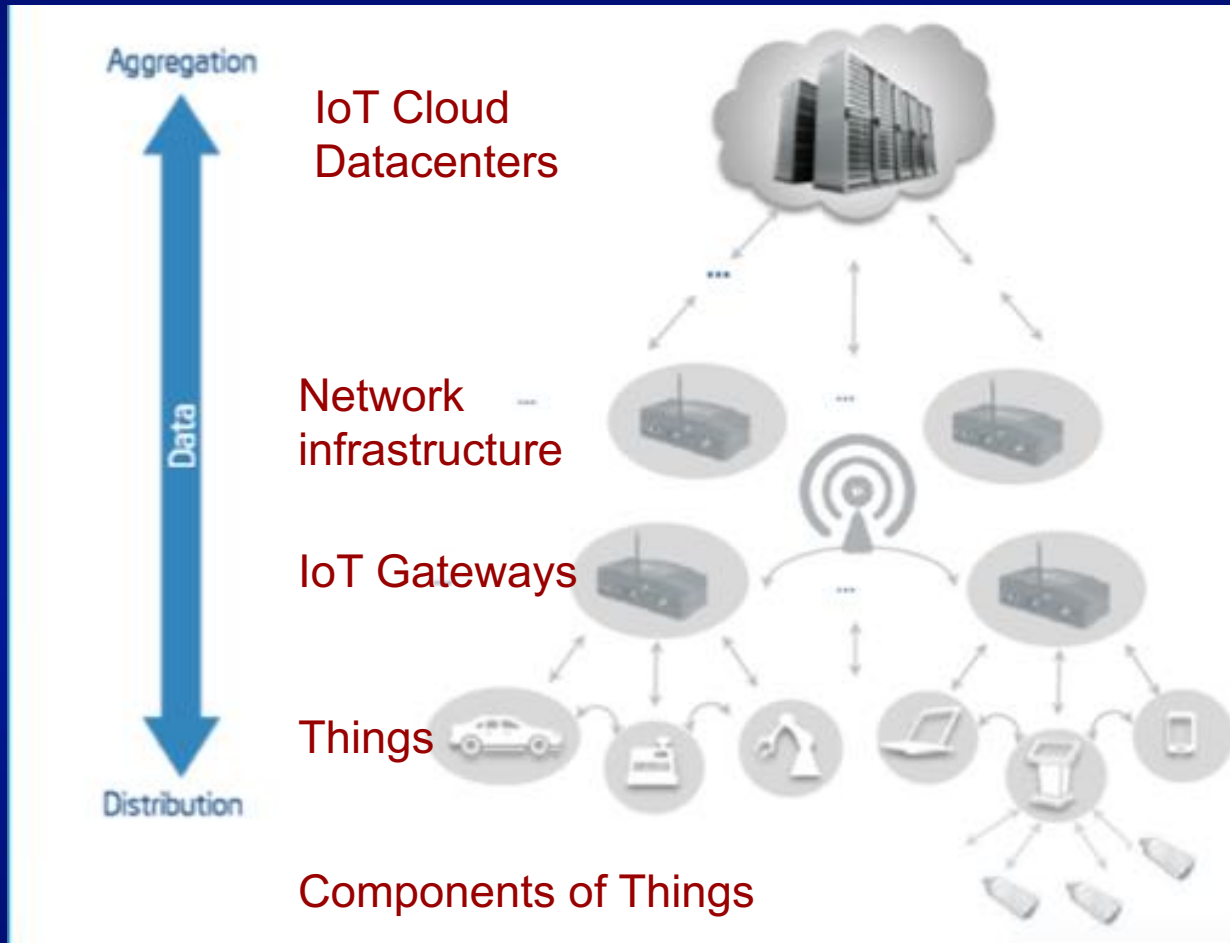 Aggregation
IoT Cloud
Datacenters
...
Network
infrastructure
...
...
Data
IoT Gateways
...
...
Things
Distribution
Components of Things